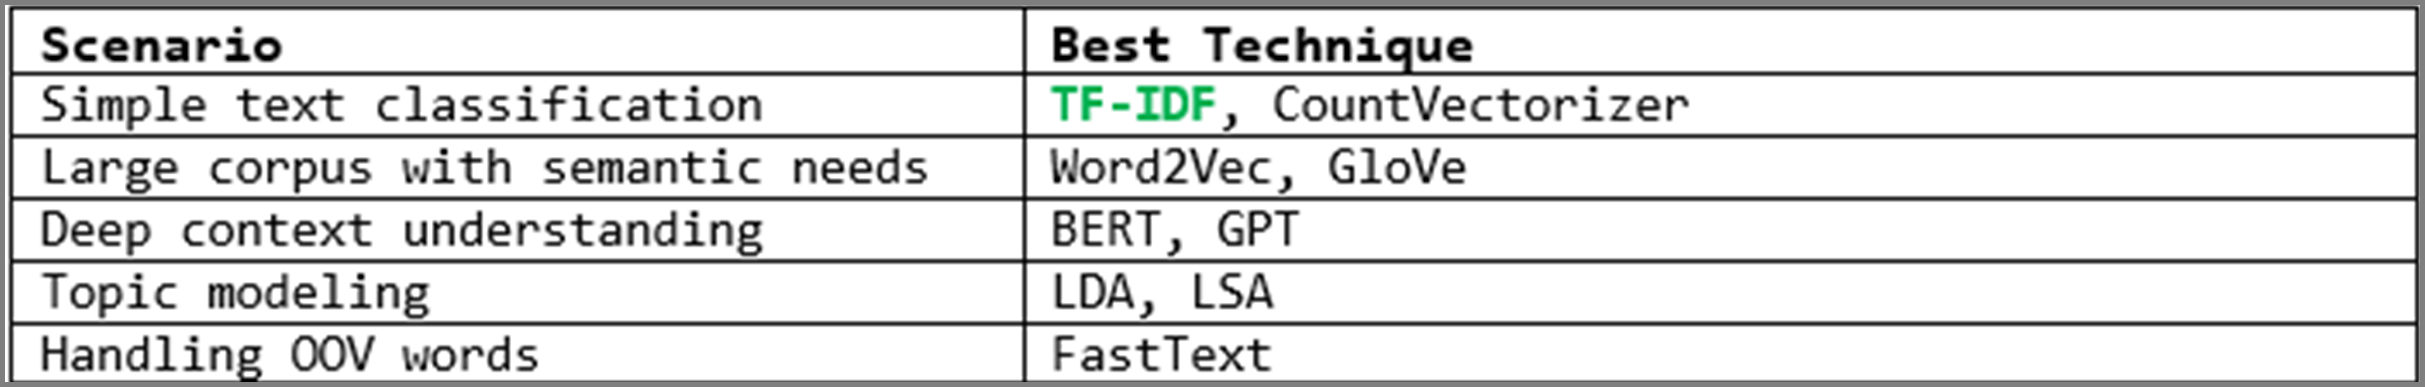 Scenario Best Technique
Simple text classification TF-IDF, CountVectorizer
Large corpus with semantic needs Word2Vec, GloVe
Deep context understanding BERT, GPT
Topic modeling LDA, LSA
Handling OOV words FastText